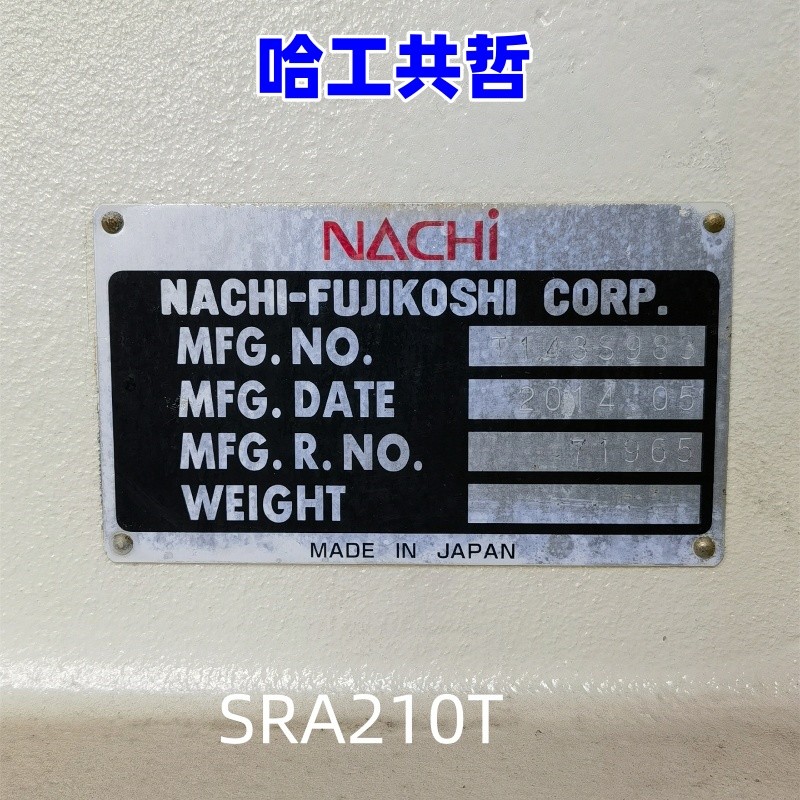 哈工共哲
NACHi
NACHI-FUJIKOSHI CORP.
MFG. NO.
MFG. DATE 2014 05
MFG. R. NO. 71965
WEIGHT
MADE IN JAPAN
SRA210T